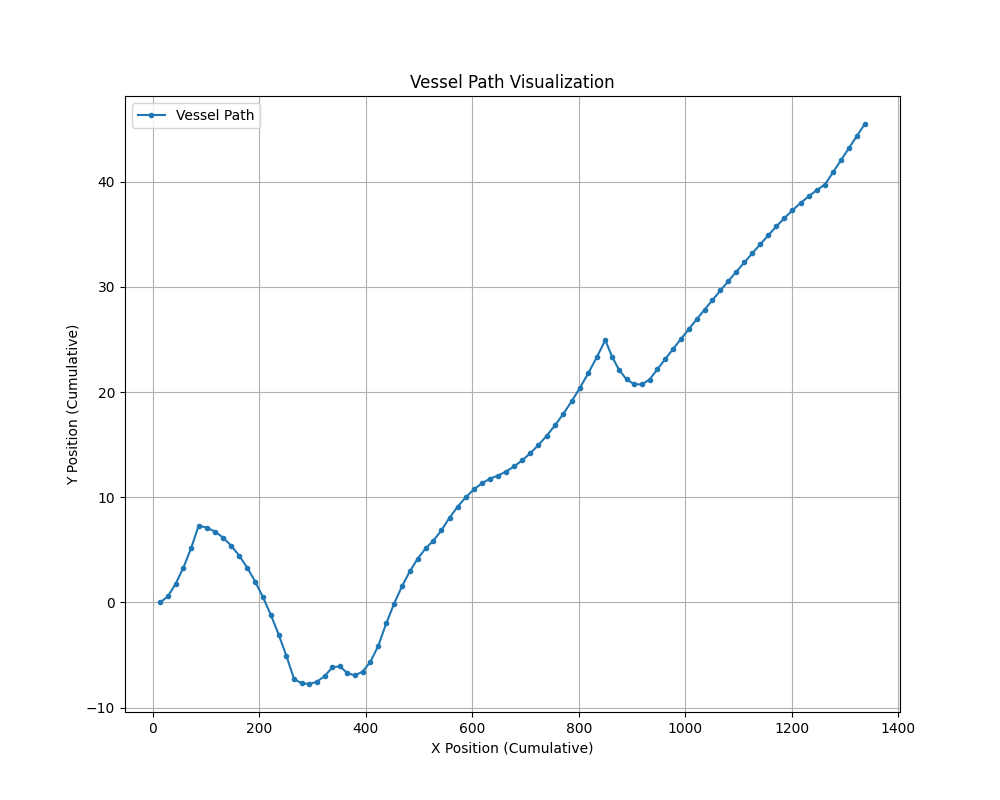 Vessel Path Visualization
Vessel Path
Y Position (Cumulative)
40
30
20
10
0
−10
0 200 400 600 800 1000 1200 1400
X Position (Cumulative)